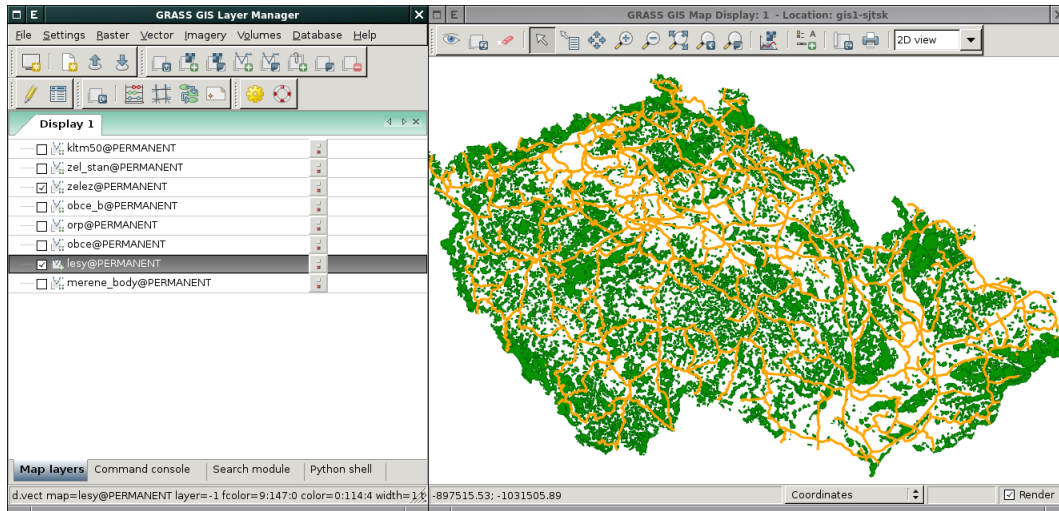 GRASS GIS Layer Manager
File Settings Raster Vector Imagery Volumes Database Help
Display 1
kltm50@PERMANENT
zel_stan@PERMANENT
zelez@PERMANENT
obce_b@PERMANENT
orp@PERMANENT
obce@PERMANENT
lesy@PERMANENT
merene_body@PERMANENT
Map layers Command console Search module Python shell
d.vect map=lesy@PERMANENT layer=-1 fcolor=9:147:0 color=0:114:4 width=1
GRASS GIS Map Display: 1 - Location: gis1-sjtsk
2D view
-897515.53; -1031505.89
Coordinates
Render